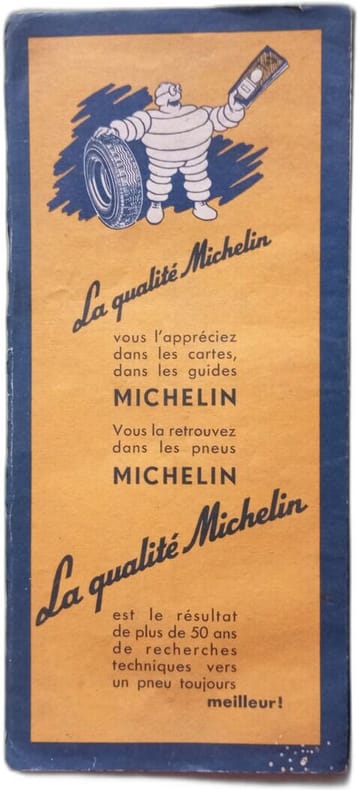 La qualité Michelin
vous l'appréciez
dans les cartes,
dans les guides
MICHELIN
Vous la retrouvez
dans les pneus
MICHELIN
La qualité Michelin
est le résultat
de plus de 50 ans
de recherches
techniques vers
un pneu toujours
meilleur!